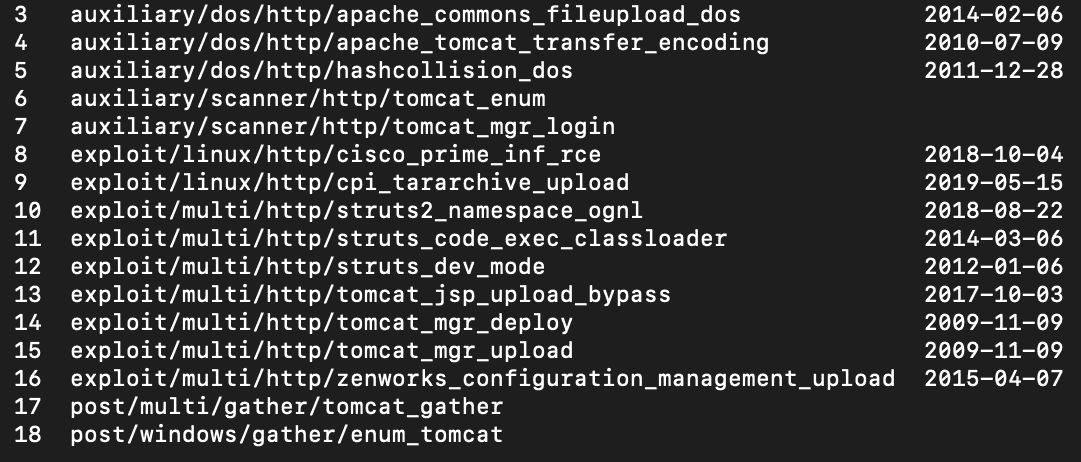 3 auxiliary/dos/http/apache_commons_fileupload_dos 2014-02-06
4 auxiliary/dos/http/apache_tomcat_transfer_encoding 2010-07-09
5 auxiliary/dos/http/hashcollision_dos 2011-12-28
6 auxiliary/scanner/http/tomcat_enum
7 auxiliary/scanner/http/tomcat_mgr_login
8 exploit/linux/http/cisco_prime_inf_rce 2018-10-04
9 exploit/linux/http/cpi_tararchive_upload 2019-05-15
10 exploit/multi/http/struts2_namespace_ognl 2018-08-22
11 exploit/multi/http/struts_code_exec_classloader 2014-03-06
12 exploit/multi/http/struts_dev_mode 2012-01-06
13 exploit/multi/http/tomcat_jsp_upload_bypass 2017-10-03
14 exploit/multi/http/tomcat_mgr_deploy 2009-11-09
15 exploit/multi/http/tomcat_mgr_upload 2009-11-09
16 exploit/multi/http/zenworks_configuration_management_upload 2015-04-07
17 post/multi/gather/tomcat_gather
18 post/windows/gather/enum_tomcat